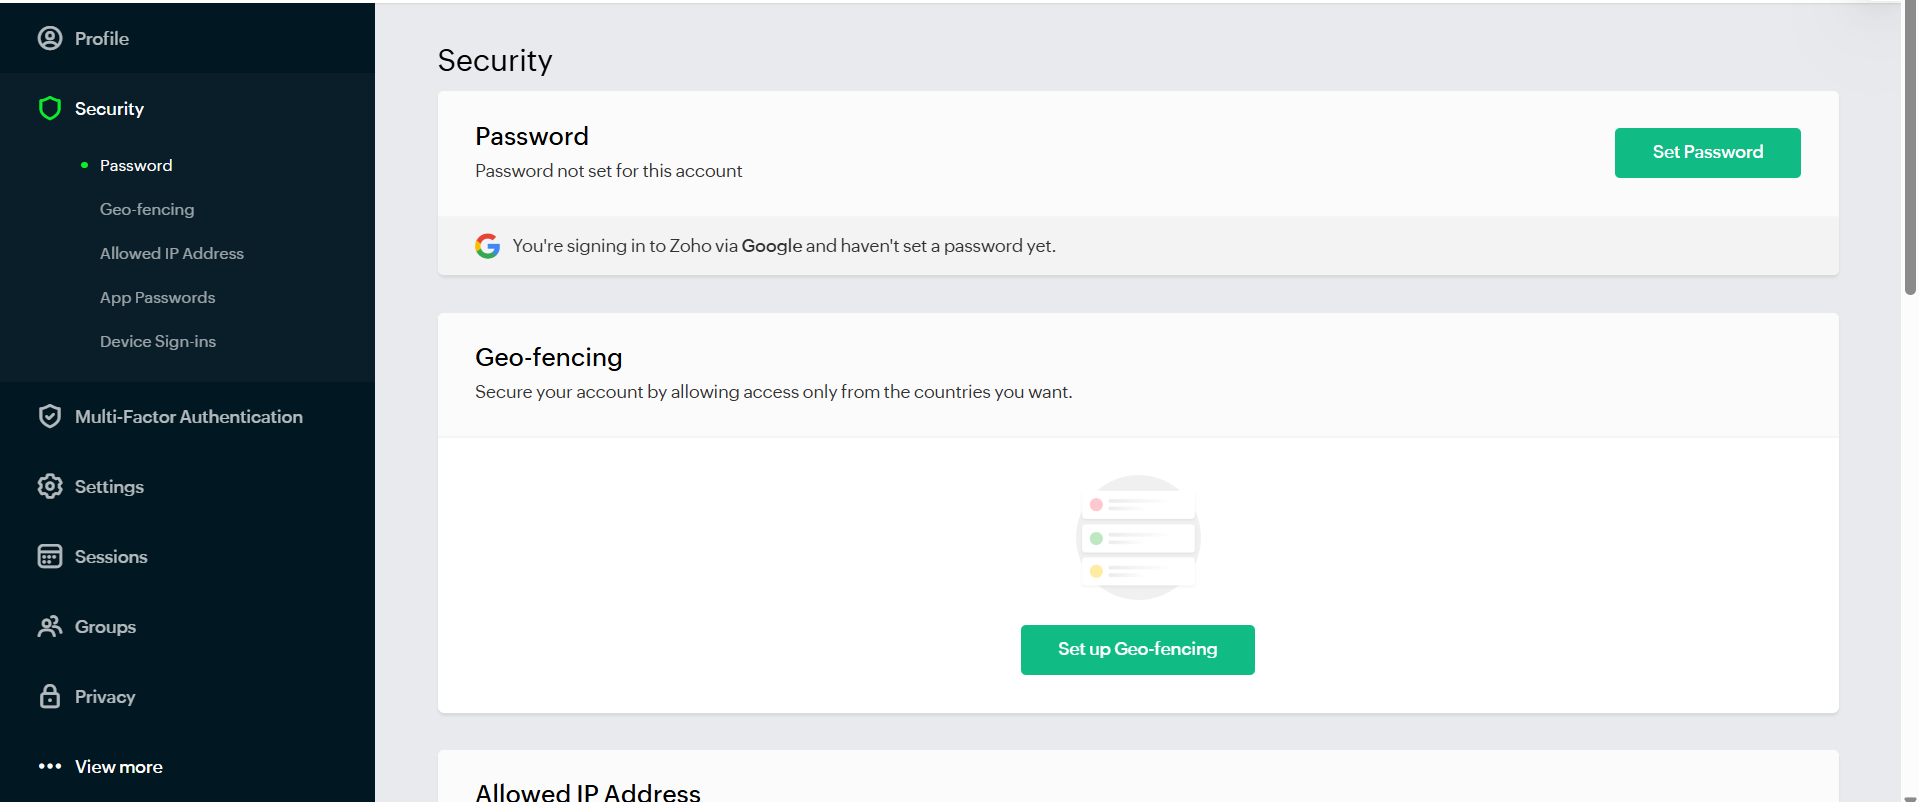 Profile
Security
Password
Geo-fencing
Allowed IP Address
App Passwords
Device Sign-ins
Multi-Factor Authentication
Settings
Sessions
Groups
Privacy
View more
Security
Password
Password not set for this account
Set Password
You're signing in to Zoho via Google and haven't set a password yet.
Geo-fencing
Secure your account by allowing access only from the countries you want.
Set up Geo-fencing
Allowed IP Address